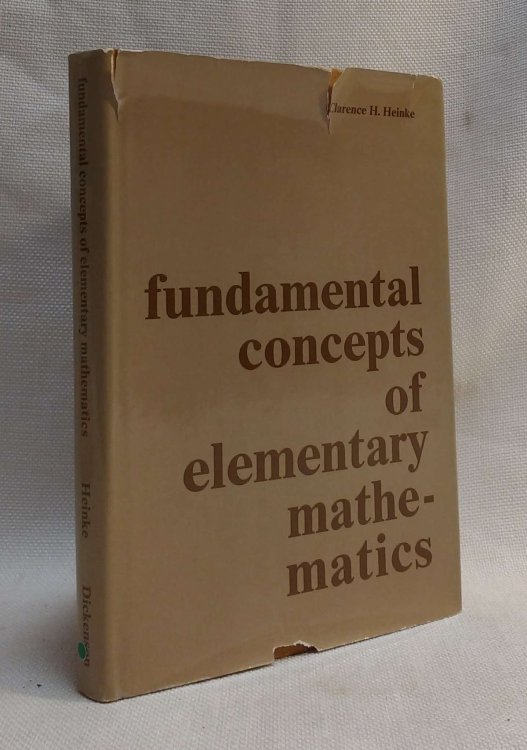 Clarence H. Heinke
fundamental
concepts
of
elementary
mathe-
matics
fundamental concepts of elementary mathematics Heinke Dickenson